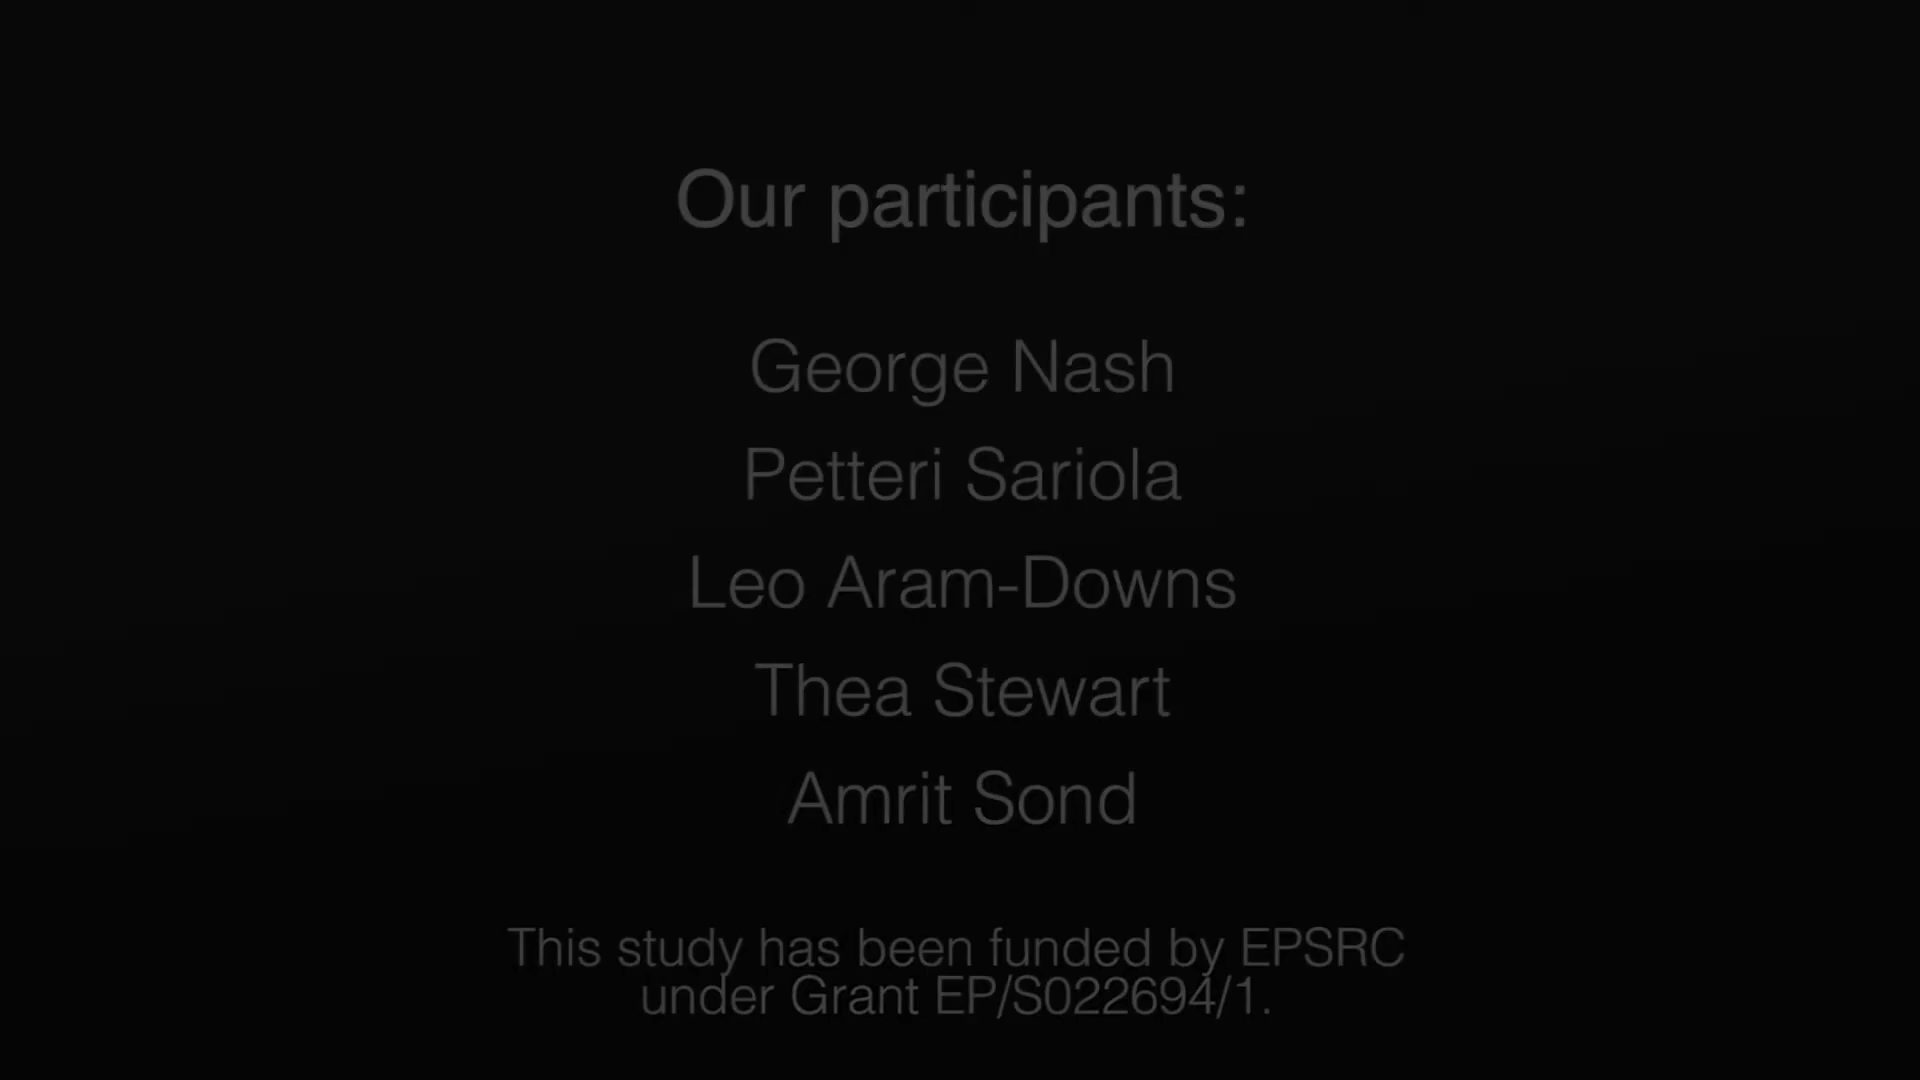 Our participants:
George Nash
Petteri Sariola
Leo Aram-Downs
Thea Stewart
Amrit Sond
This study has been funded by EPSRC
under Grant EP/S022694/1.